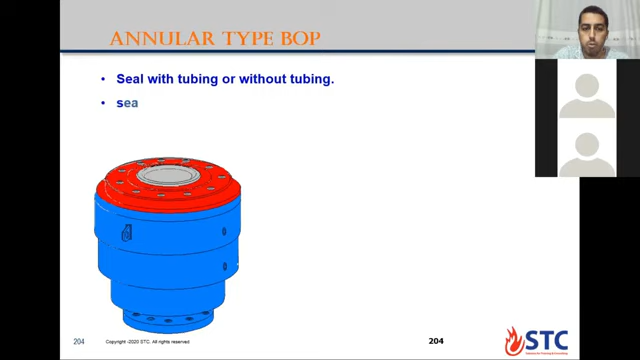 ANNULAR TYPE BOP
• Seal with tubing or without tubing.
• sea
204
Copyright -2020 STC. All rights reserved
204
STC